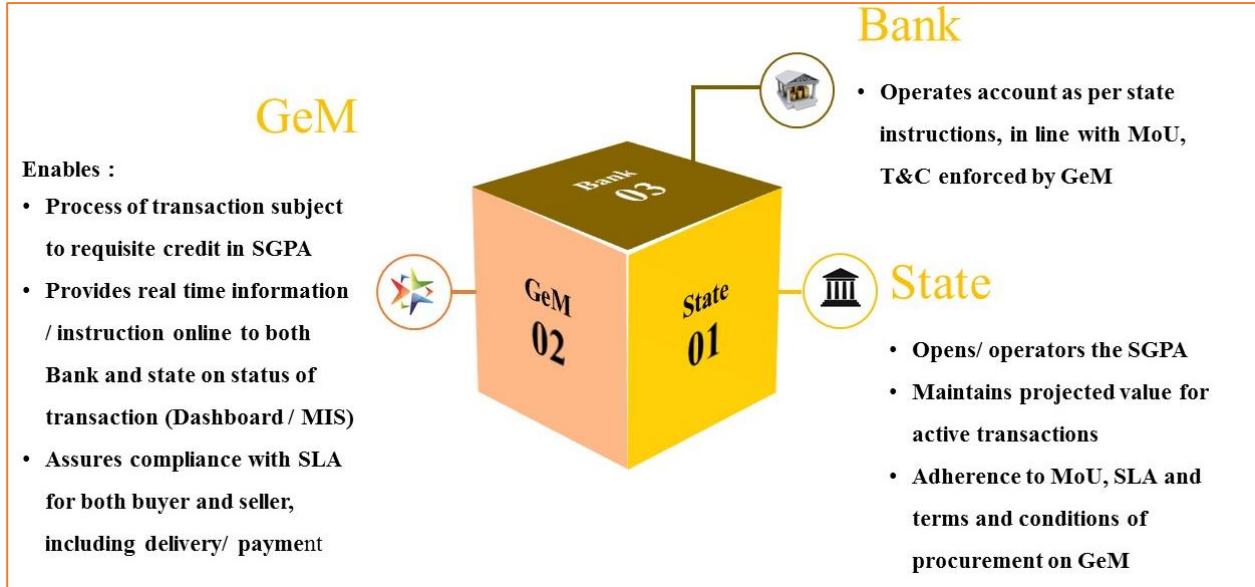 GeM
Enables :
• Process of transaction subject
to requisite credit in SGPA
• Provides real time information
/ instruction online to both
Bank and state on status of
transaction (Dashboard / MIS)
• Assures compliance with SLA
for both buyer and seller,
including delivery/ payment
Bank
03
GeM
02
State
01
Bank
• Operates account as per state
instructions, in line with MoU,
T&C enforced by GeM
State
• Opens/ operators the SGPA
• Maintains projected value for
active transactions
• Adherence to MoU, SLA and
terms and conditions of
procurement on GeM